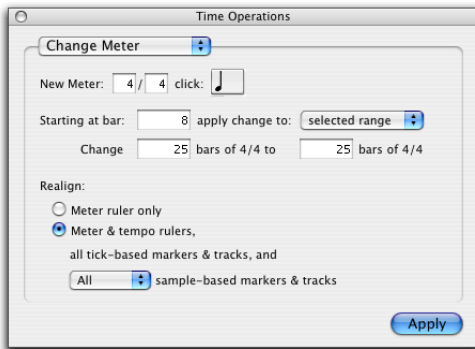 Time Operations
Change Meter
New Meter: 4 / 4 click:
Starting at bar: 8 apply change to: selected range
Change 25 bars of 4/4 to 25 bars of 4/4
Realign:
Meter ruler only
Meter & tempo rulers,
all tick-based markers & tracks, and
All sample-based markers & tracks
Apply